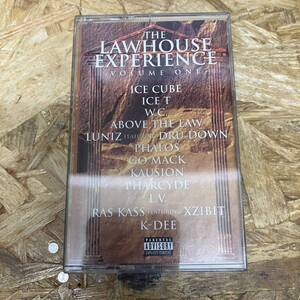 THE
LAWHOUSE
EXPERIENCE
VOLUME ONE
ICE CUBE
ICE T
W.C.
ABOVE THE LAW
LUNIZ FEATURING DRU DOWN
PHALOS
GO MACK
KAUSION
PHARCYDE
L.V.
RAS KASS FEATURING XZIBIT
K-DEE
PARENTAL
ADVISORY
EXPLICIT CONTENT